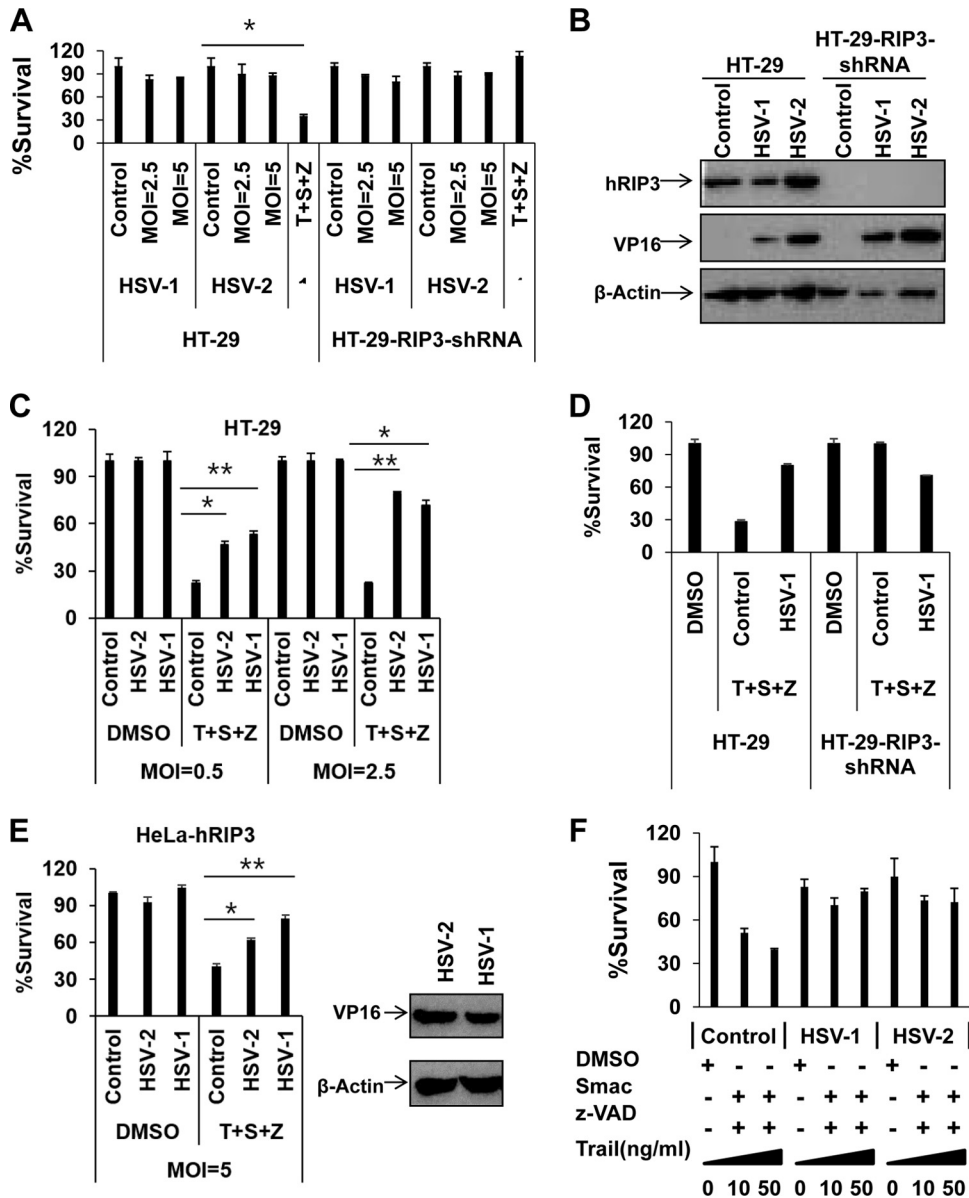 A
%Survival
120
90
60
30
0
*
Control
MOI=2.5
MOI=5
Control
MOI=2.5
MOI=5
T+S+Z
Control
MOI=2.5
MOI=5
Control
MOI=2.5
MOI=5
T+S+Z
HSV-1
HSV-2
HSV-1
HSV-2
HT-29
HT-29-RIP3-shRNA
B
HT-29
HT-29-RIP3-
shRNA
Control
HSV-1
HSV-2
Control
HSV-1
HSV-2
hRIP3
VP16
β-Actin
C
HT-29
%Survival
120
90
60
30
0
*
**
*
**
Control
HSV-2
HSV-1
Control
HSV-2
HSV-1
Control
HSV-2
HSV-1
Control
HSV-2
HSV-1
DMSO
T+S+Z
DMSO
T+S+Z
MOI=0.5
MOI=2.5
D
%Survival
120
90
60
30
0
DMSO
Control
HSV-1
DMSO
Control
HSV-1
T+S+Z
T+S+Z
HT-29
HT-29-RIP3-
shRNA
E
HeLa-hRIP3
%Survival
120
90
60
30
0
*
**
Control
HSV-2
HSV-1
Control
HSV-2
HSV-1
DMSO
T+S+Z
MOI=5
HSV-2
HSV-1
VP16
β-Actin
F
%Survival
120
90
60
30
0
Control
HSV-1
HSV-2
DMSO
+ - - + - - + - -
Smac
- + + - + + - + +
z-VAD
- + + - + + - + +
Trail(ng/ml)
0 10 50 0 10 50 0 10 50